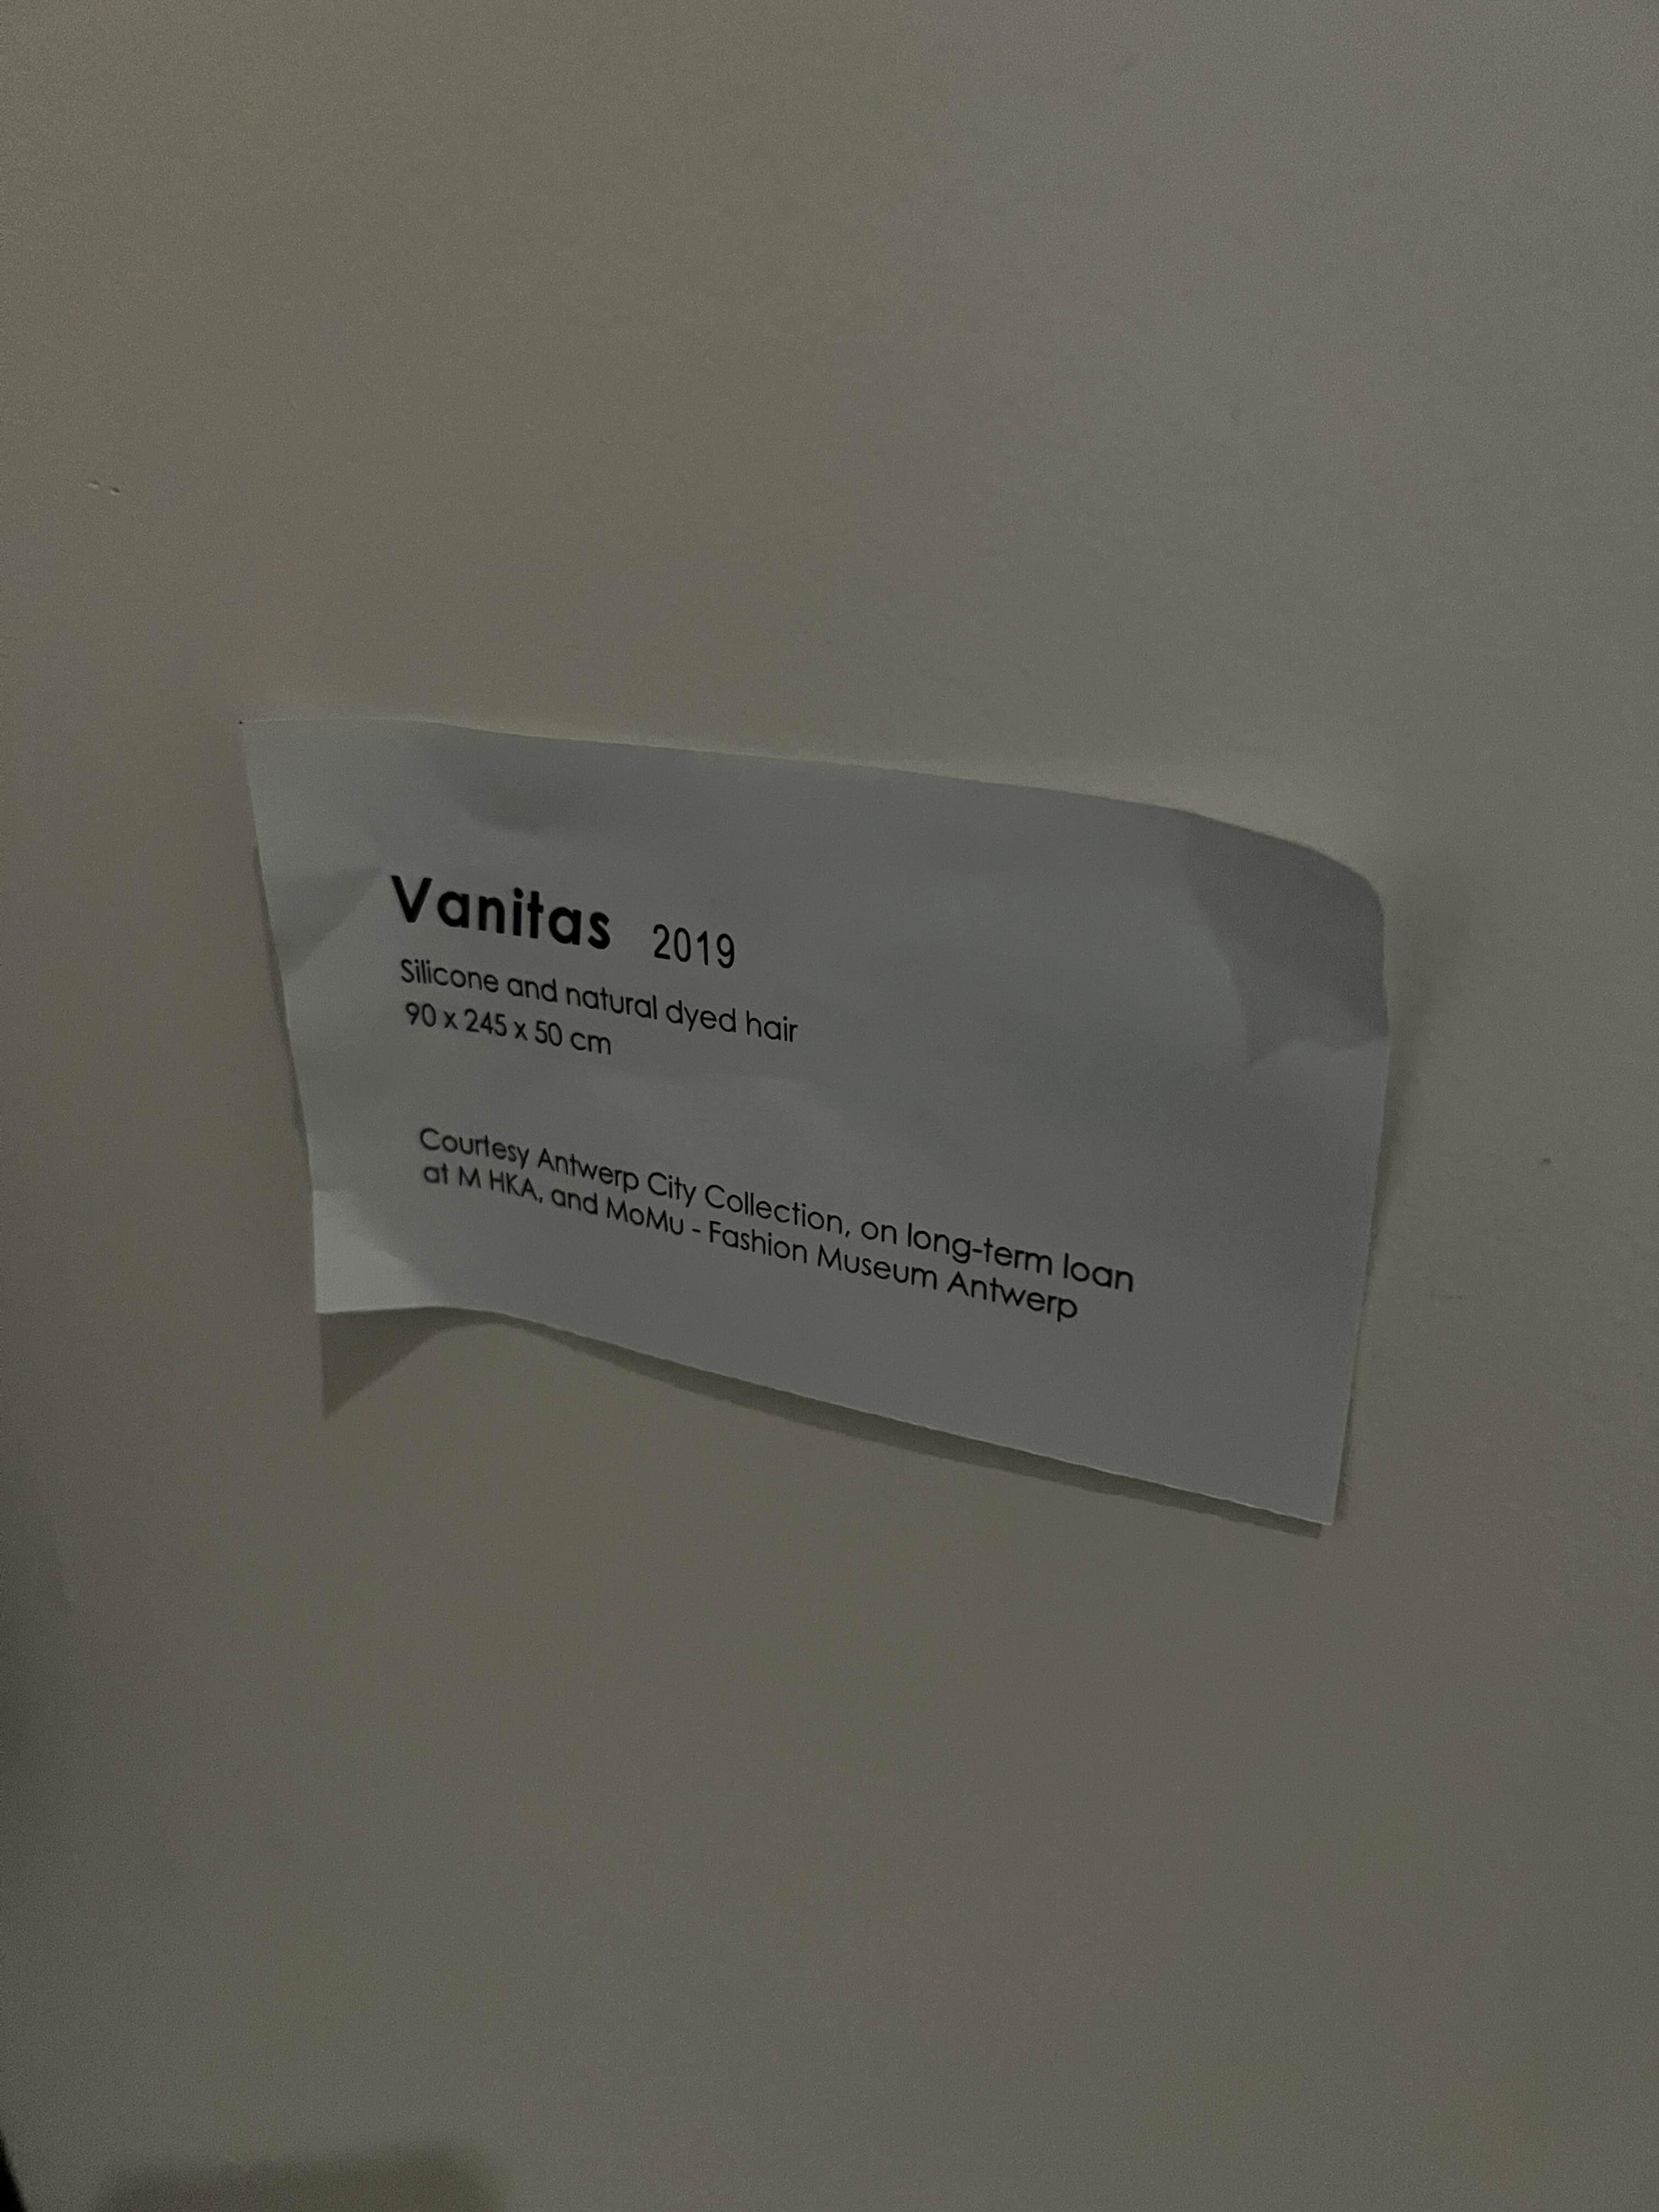 Vanitas 2019
Silicone and natural dyed hair
90 x 245 x 50 cm
Courtesy Antwerp City Collection, on long-term loan
at M HKA, and MoMu - Fashion Museum Antwerp